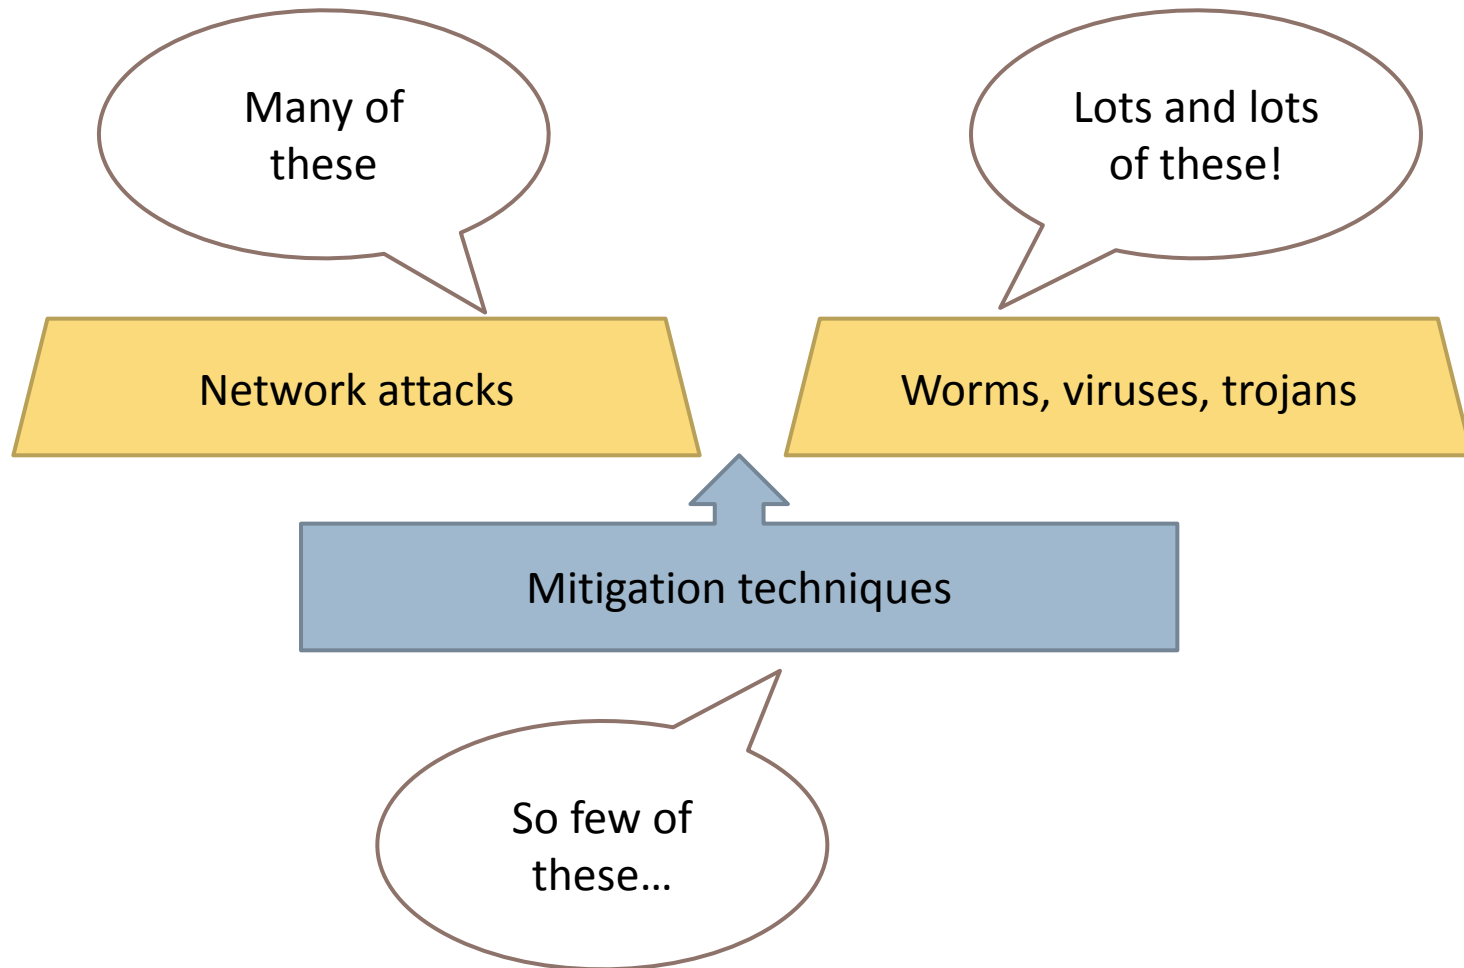 Many of
these
Lots and lots
of these!
Network attacks
Worms, viruses, trojans
Mitigation techniques
So few of
these…